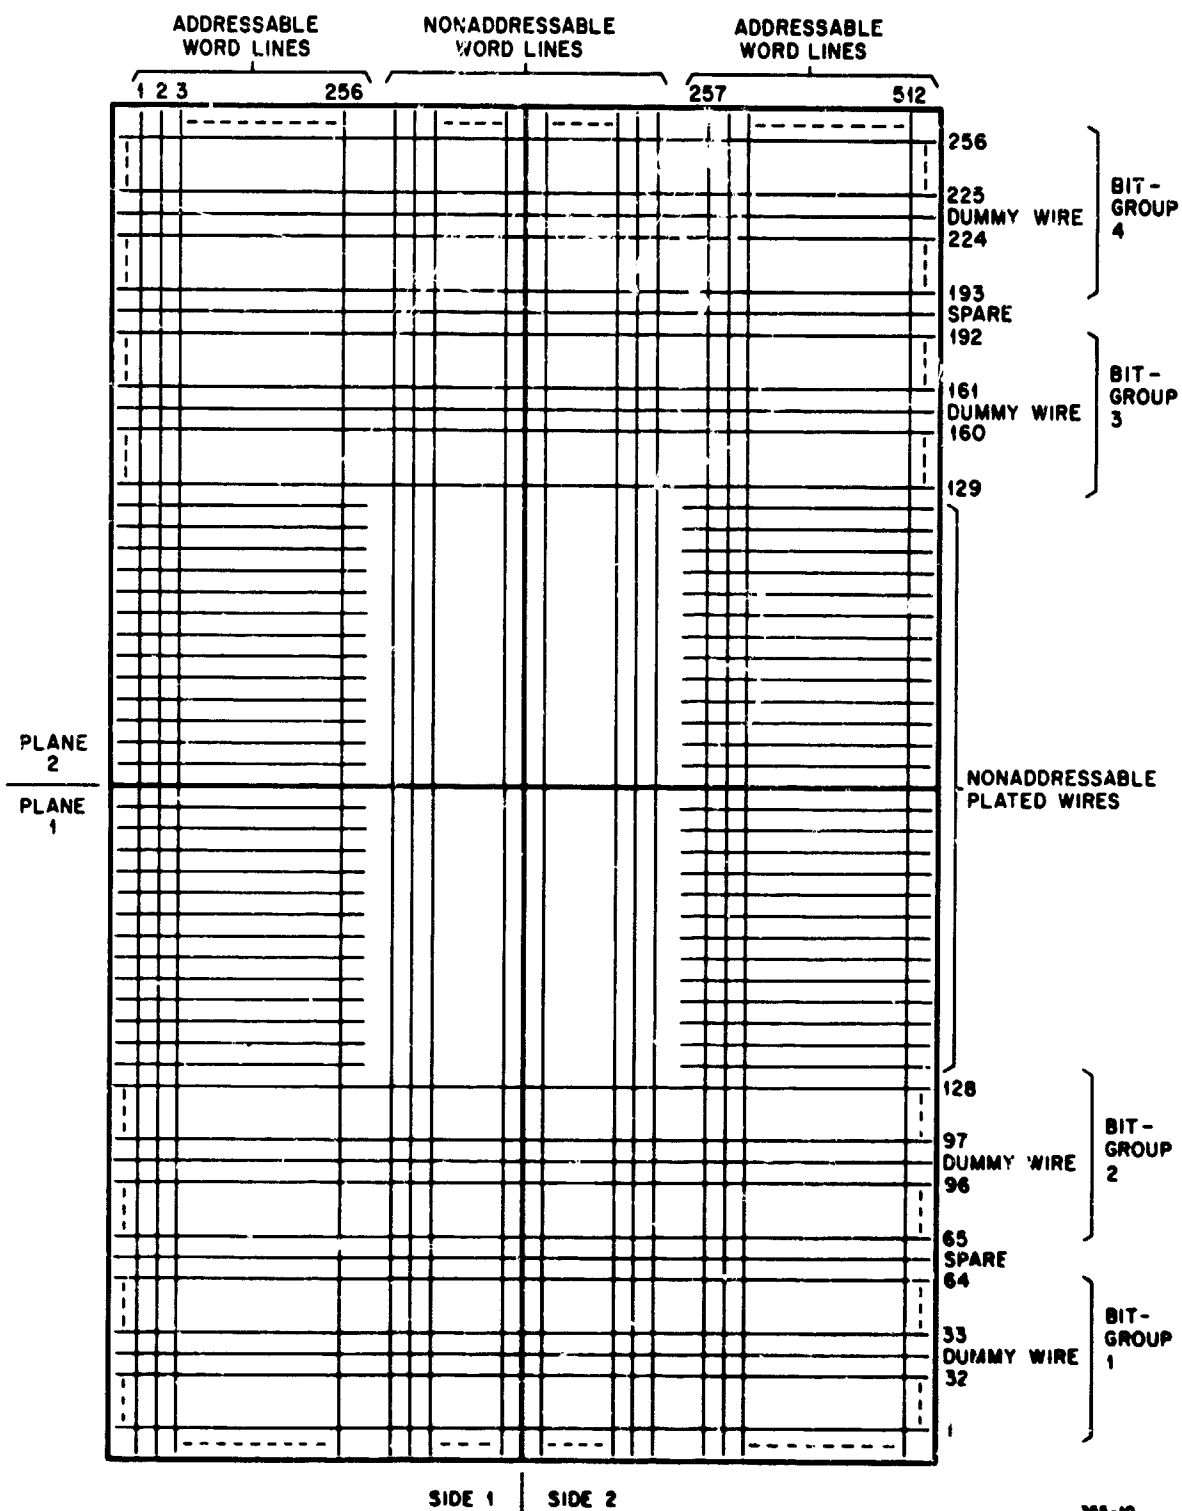 ADDRESSABLE
WORD LINES
NONADDRESSABLE
WORD LINES
ADDRESSABLE
WORD LINES
1 2 3 256 257 512
256
225
DUMMY WIRE
224
193
SPARE
BIT-
GROUP
4
192
161
DUMMY WIRE
160
129
BIT-
GROUP
3
PLANE
2
PLANE
1
NONADDRESSABLE
PLATED WIRES
128
97
DUMMY WIRE
96
65
SPARE
BIT-
GROUP
2
64
33
DUMMY WIRE
32
1
BIT-
GROUP
1
SIDE 1 SIDE 2